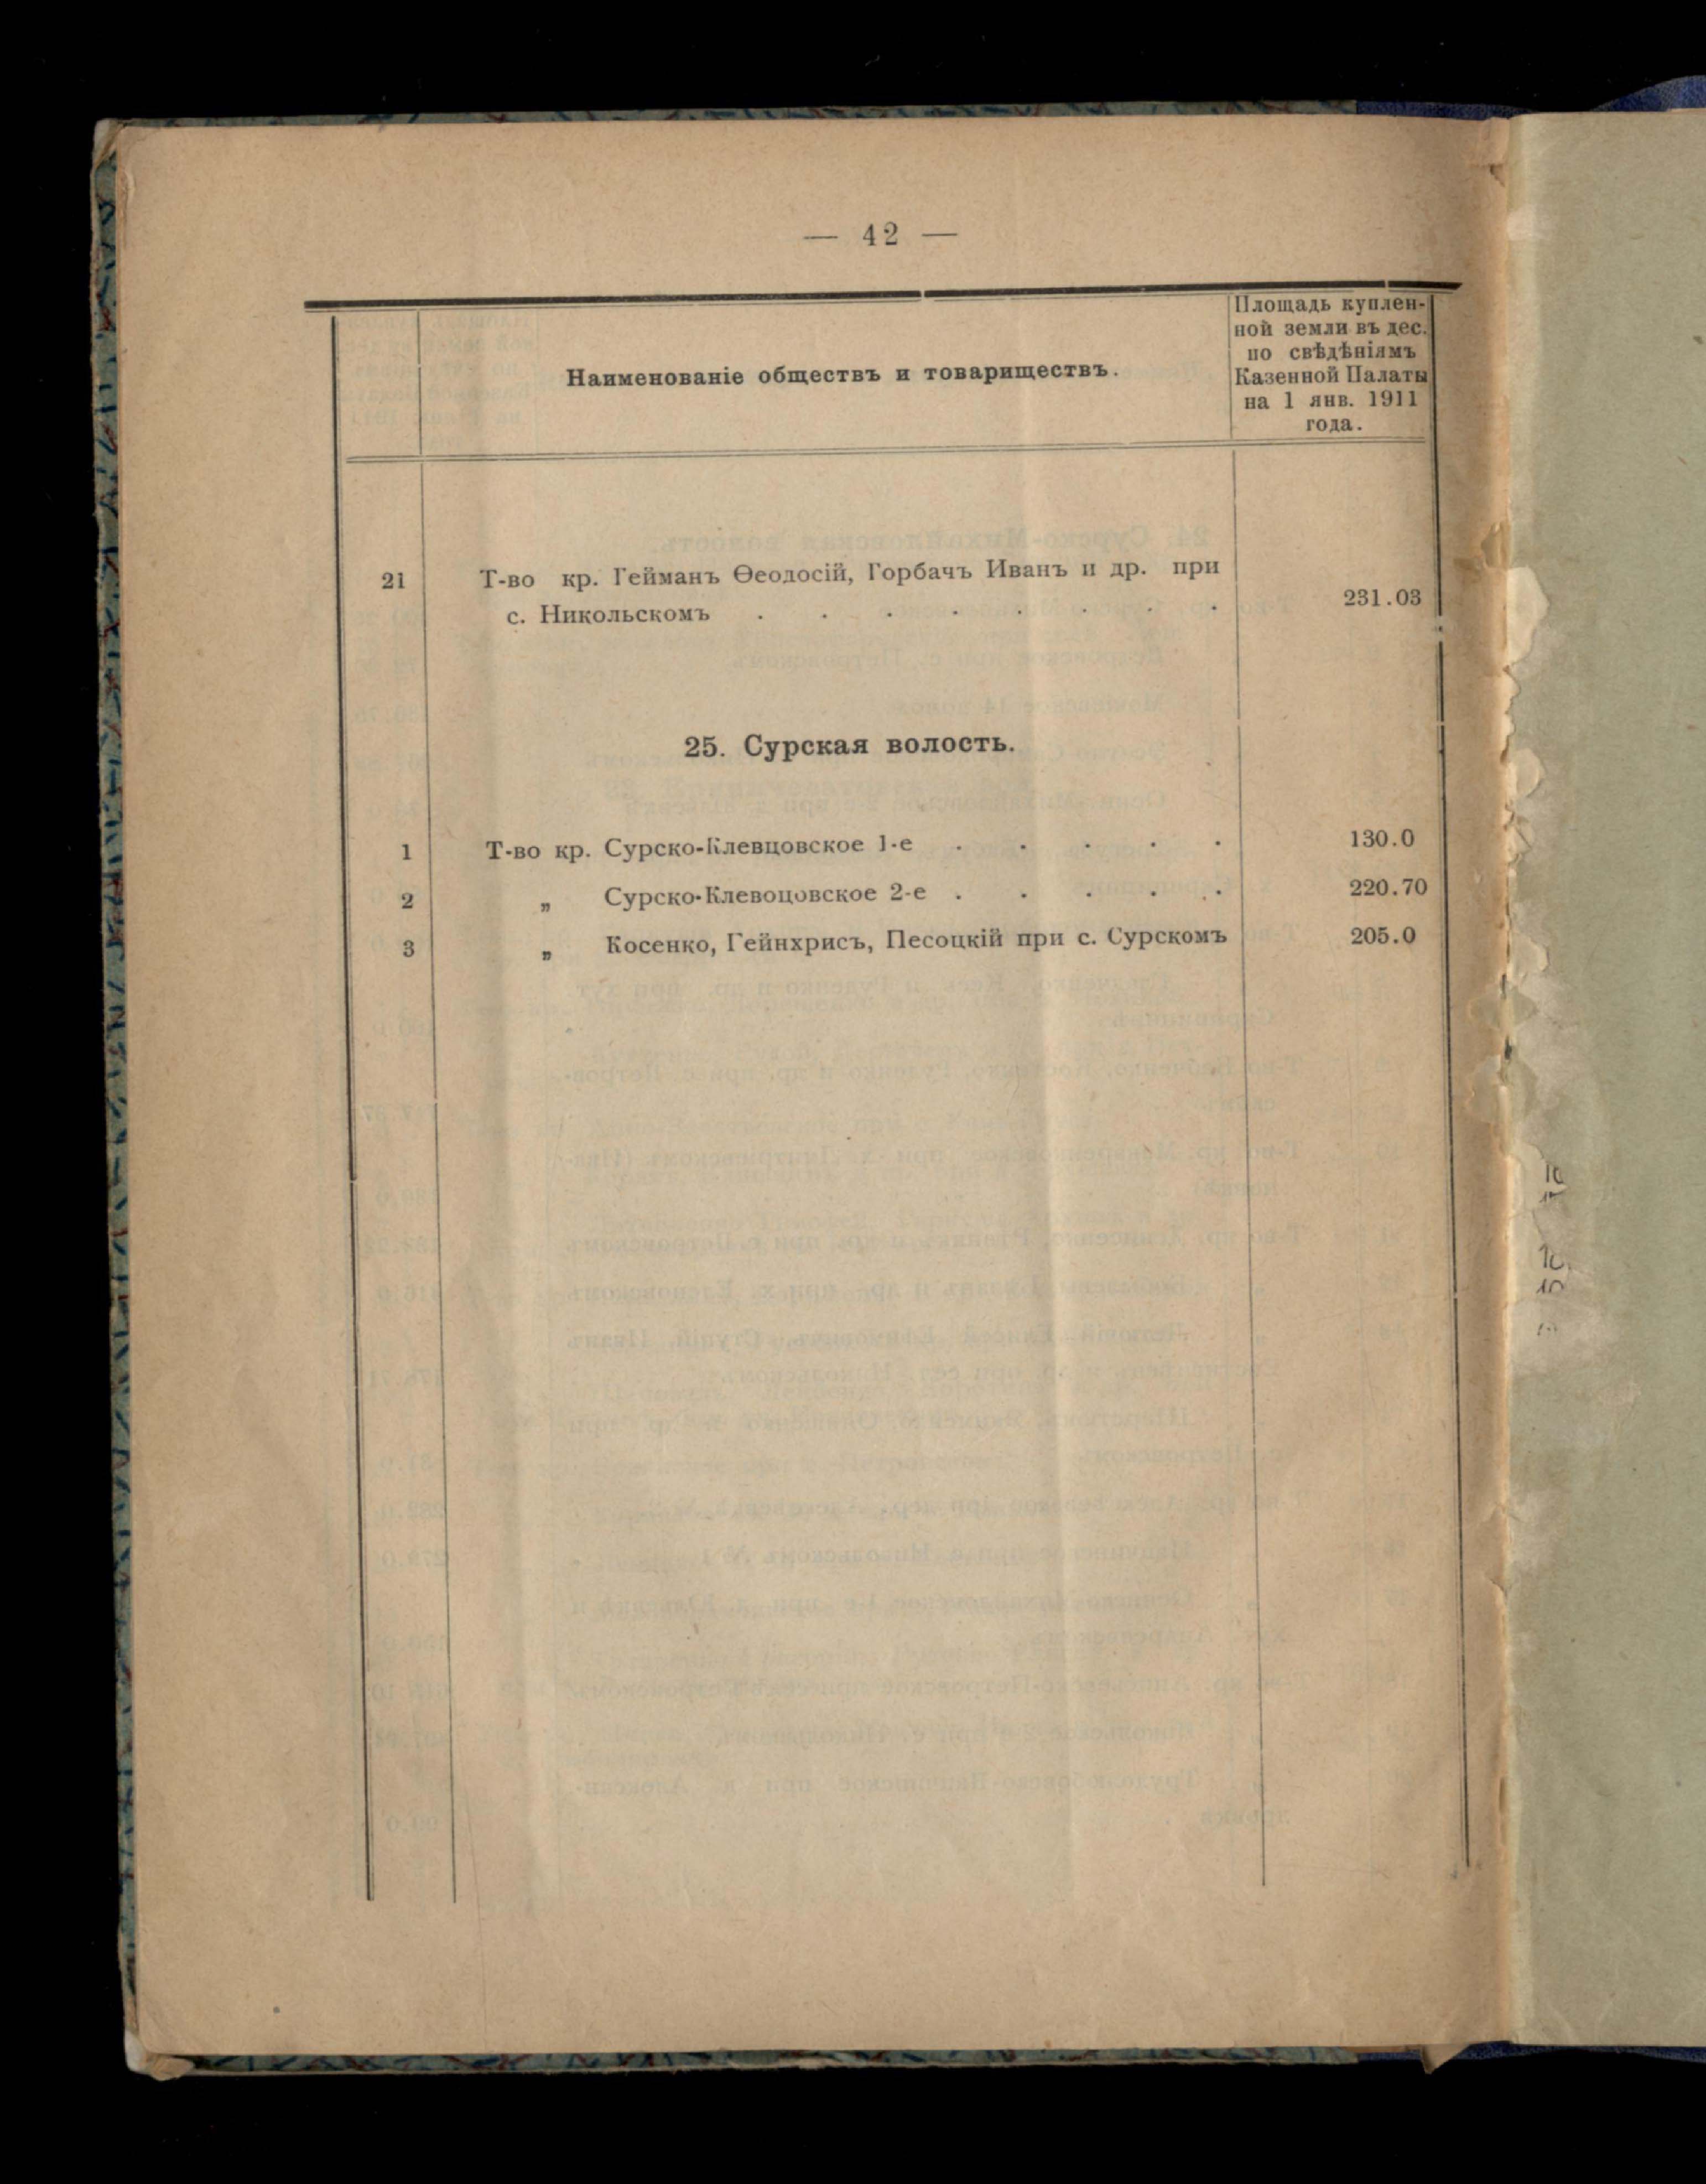 — 42 —
Наименованіе обществъ и товариществъ.
Площадь куплен-
ной земли въ дес.
по свѣдѣніямъ
Казенной Палаты
на 1 янв. 1911
года.
21 Т-во кр. Гейманъ Ѳеодосій, Горбачъ Иванъ и др. при
с. Никольскомъ . . . . . . . . 231.03
25. Сурская волость.
1 Т-во кр. Сурско-Клевцовское 1-е . . . . . 130.0
2 „ Сурско-Клевоцовское 2-е . . . . . 220.70
3 „ Косенко, Гейнхрисъ, Песоцкій при с. Сурскомъ 205.0